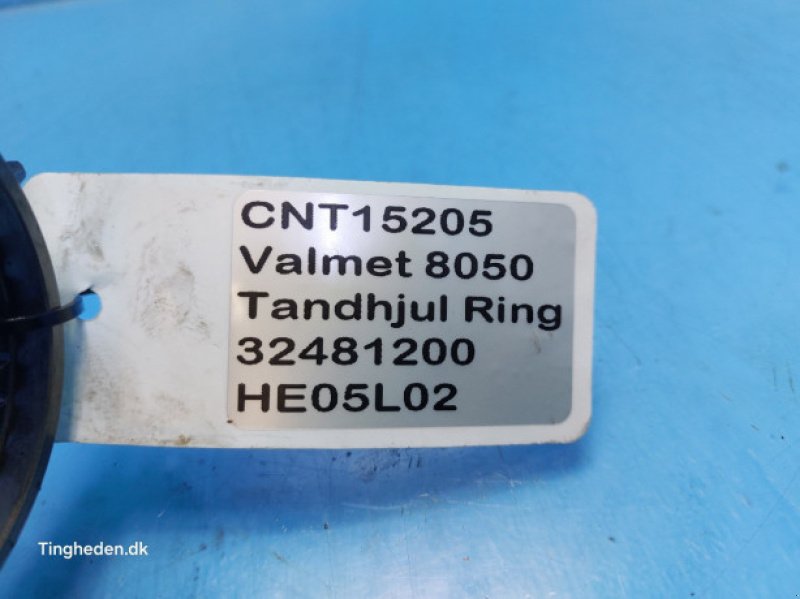 CNT15205
Valmet 8050
Tandhjul Ring
32481200
HE05L02
Tingheden.dk